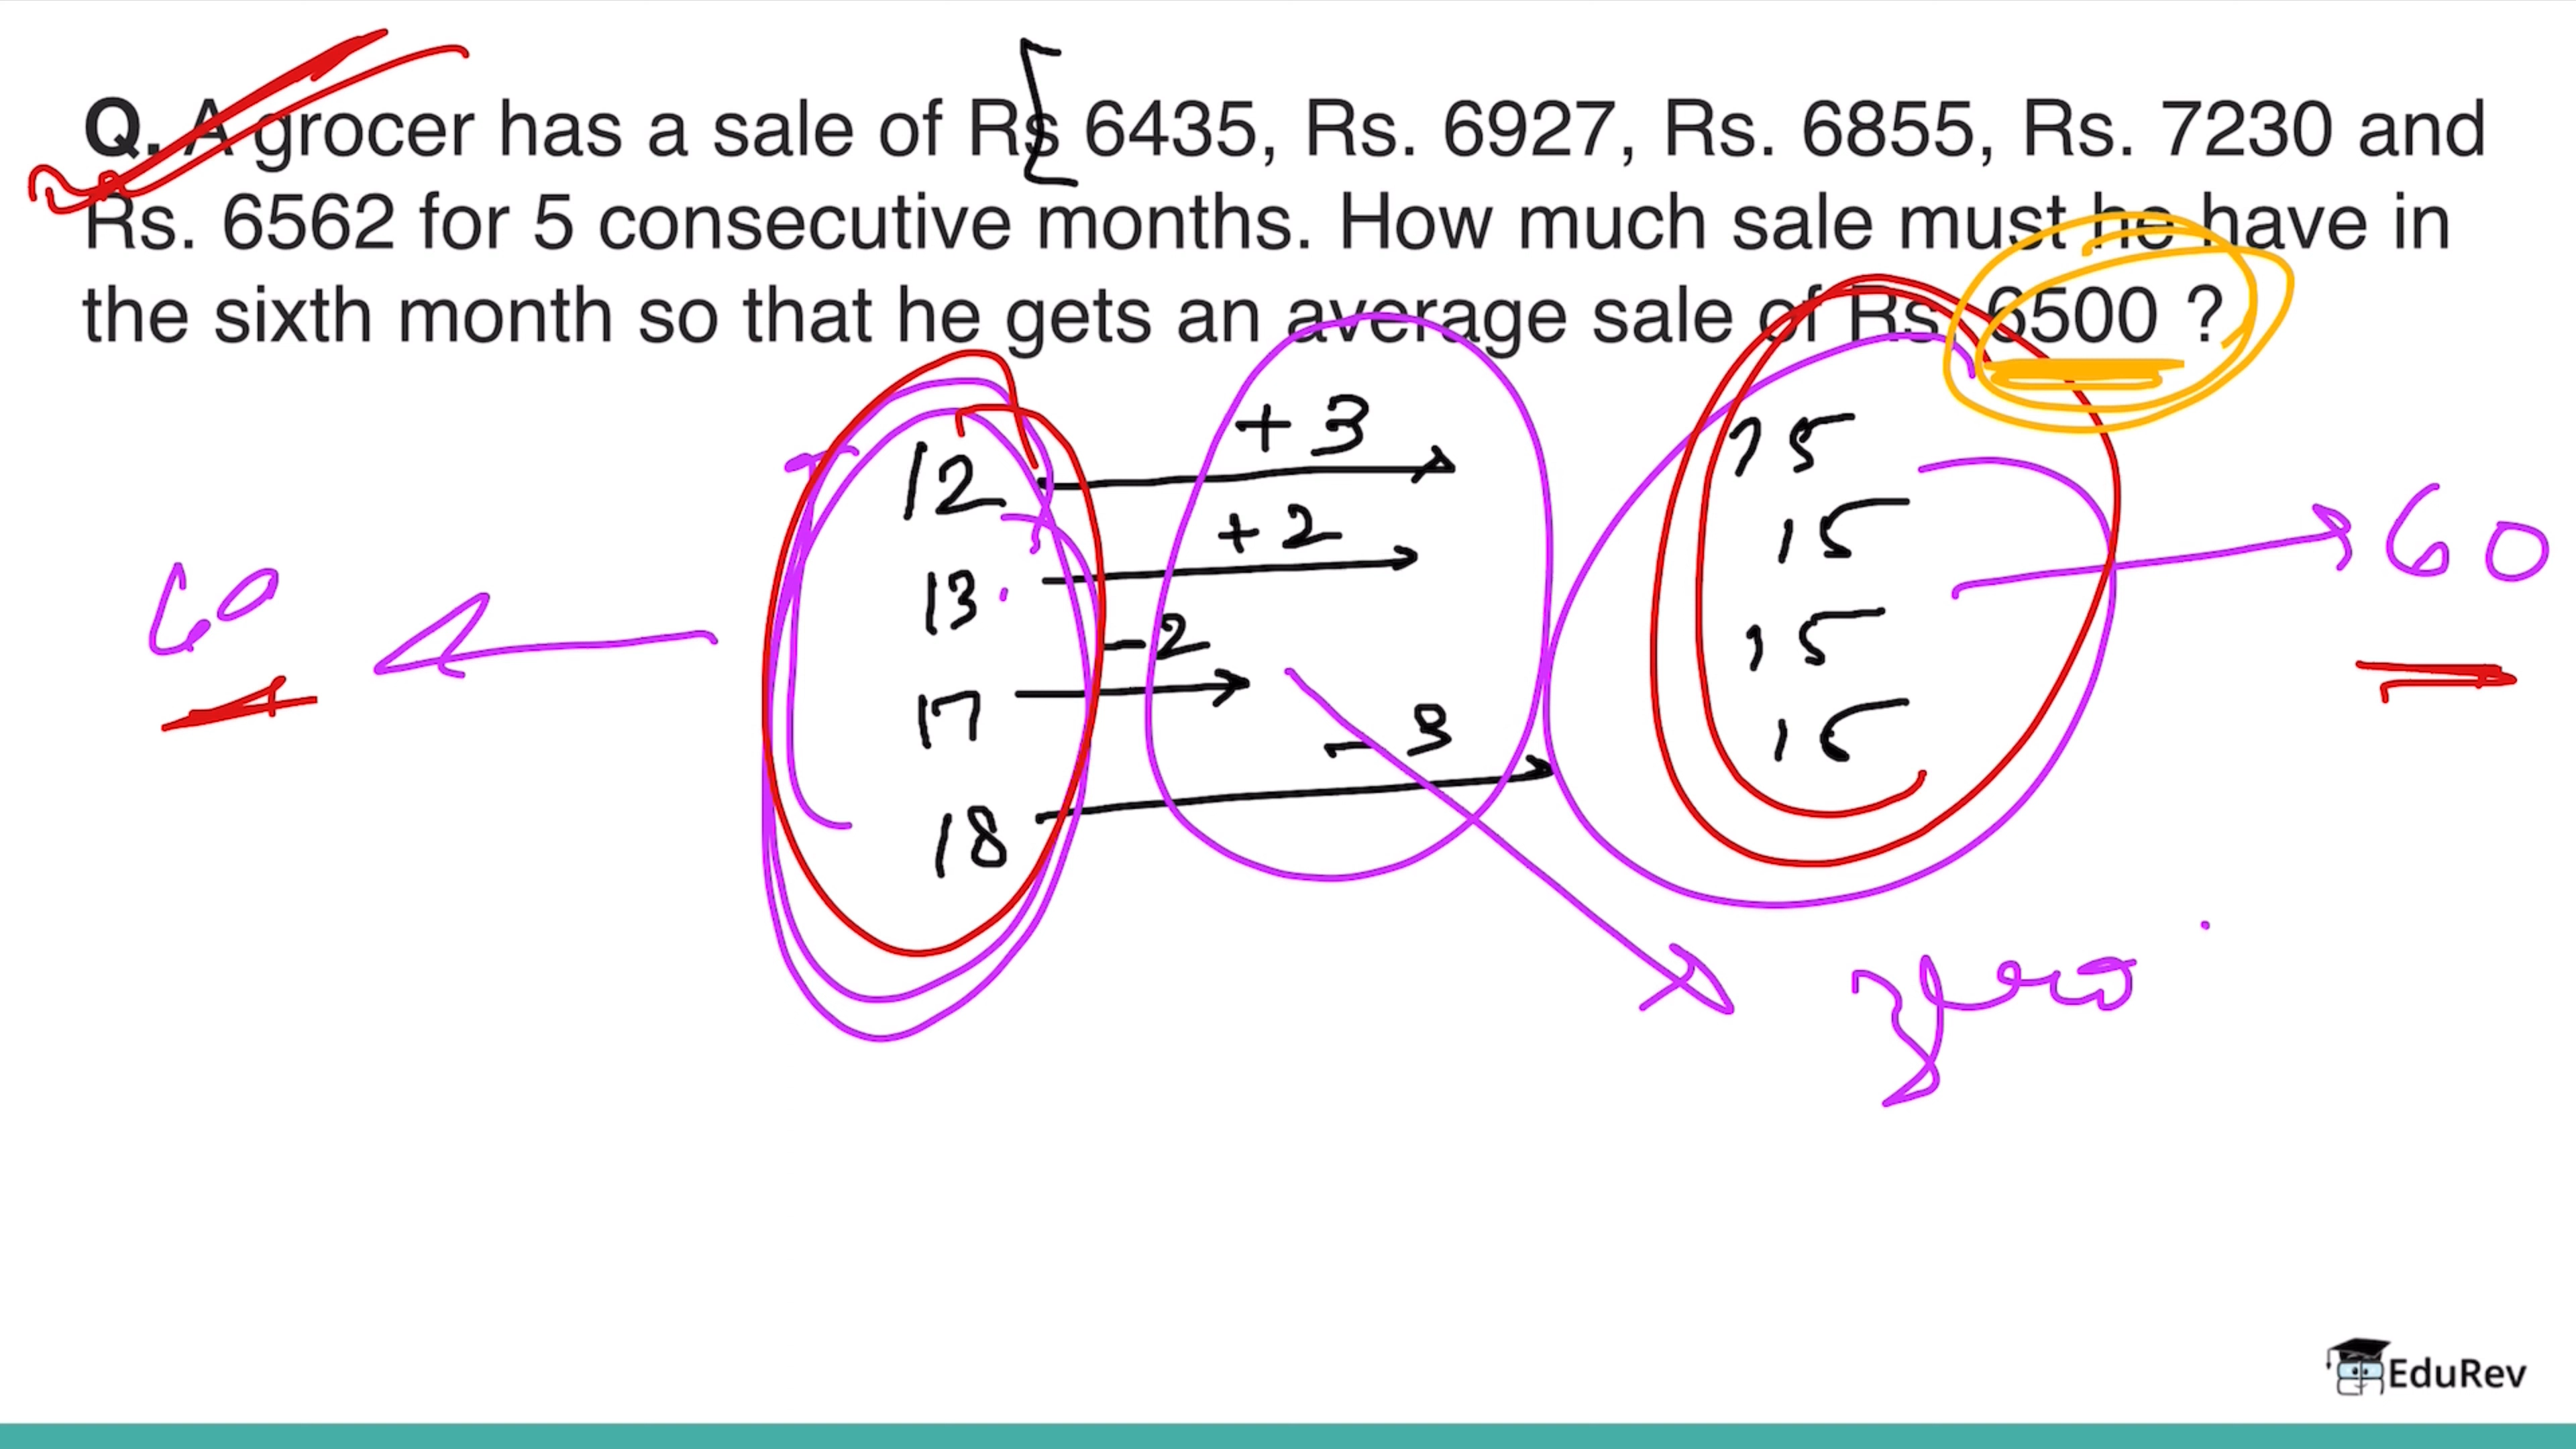 Q. A grocer has a sale of Rs 6435, Rs. 6927, Rs. 6855, Rs. 7230 and
Rs. 6562 for 5 consecutive months. How much sale must he have in
the sixth month so that he gets an average sale of Rs. 6500 ?
12 +3 15
13 +2 15
17 -2 15
18 -3 15
60
60
zero
EduRev